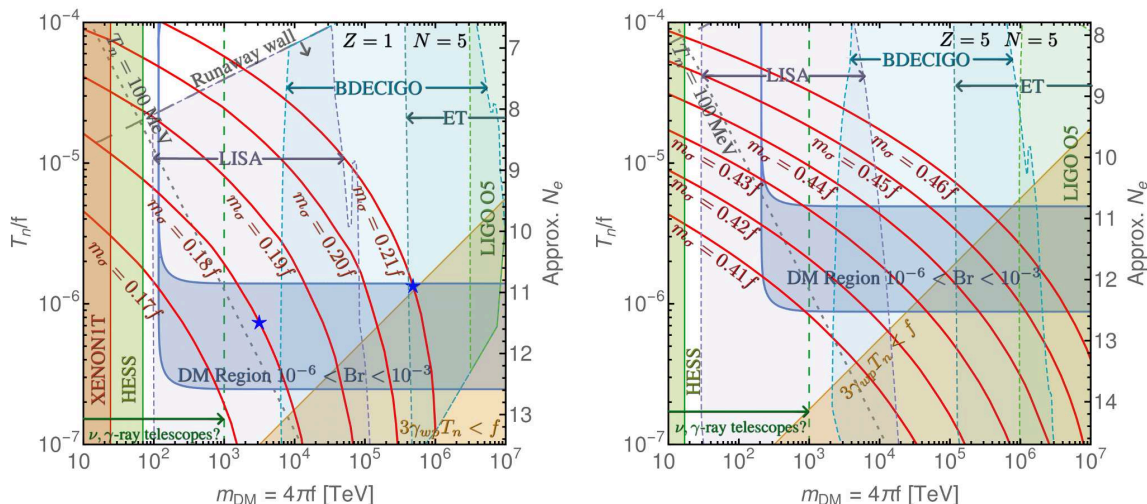 Z = 1 N = 5
Runaway wall
T_n = 100 MeV
BDECIGO
ET
LISA
LIGO O5
m_σ = 0.17f
m_σ = 0.18f
m_σ = 0.19f
m_σ = 0.20f
m_σ = 0.21f
XENON1T
HESS
DM Region 10^-6 < Br < 10^-3
ν, γ-ray telescopes?
3γ_wp T_n < f
10^-4
10^-5
10^-6
10^-7
T_n/f
7
8
9
10
11
12
13
Approx. N_e
10 10^2 10^3 10^4 10^5 10^6 10^7
m_DM = 4πf [TeV]
Z = 5 N = 5
T_n = 100 MeV
LISA
BDECIGO
ET
LIGO O5
m_σ = 0.46f
m_σ = 0.45f
m_σ = 0.44f
m_σ = 0.43f
m_σ = 0.42f
m_σ = 0.41f
DM Region 10^-6 < Br < 10^-3
HESS
3γ_wp T_n < f
ν, γ-ray telescopes?
10^-4
10^-5
10^-6
10^-7
T_n/f
8
9
10
11
12
13
14
Approx. N_e
10 10^2 10^3 10^4 10^5 10^6 10^7
m_DM = 4πf [TeV]